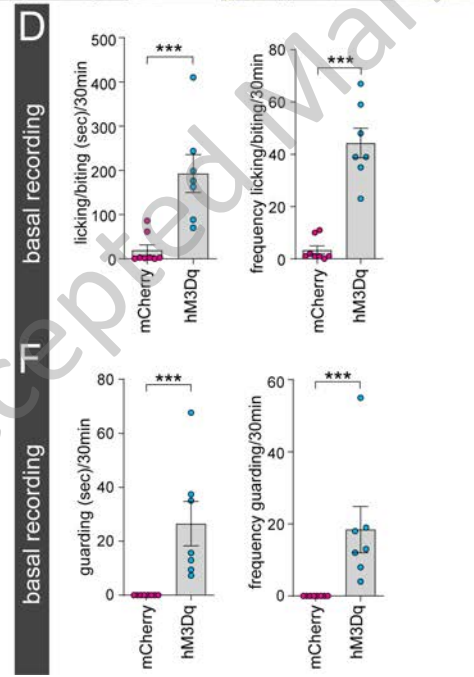 D
basal recording
licking/biting (sec)/30min
500
400
300
200
100
0
***
mCherry
hM3Dq
frequency licking/biting/30min
80
60
40
20
0
***
mCherry
hM3Dq
F
basal recording
guarding (sec)/30min
80
60
40
20
0
***
mCherry
hM3Dq
frequency guarding/30min
60
40
20
0
***
mCherry
hM3Dq
cepted Man